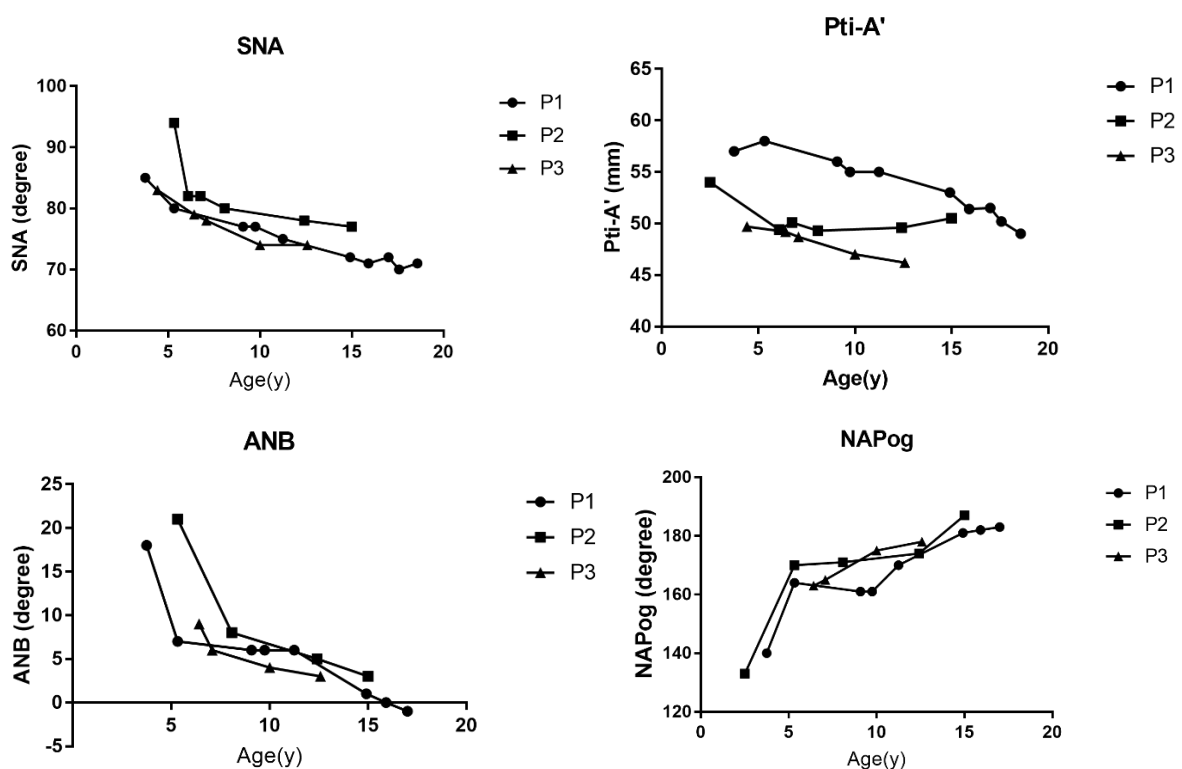 SNA
100
90
80
70
60
SNA (degree)
0
5
10
15
20
Age(y)
P1
P2
P3
Pti-A'
65
60
55
50
45
40
Pti-A' (mm)
0
5
10
15
20
Age(y)
P1
P2
P3
ANB
25
20
15
10
5
0
-5
ANB (degree)
5
10
15
20
Age(y)
P1
P2
P3
NAPog
200
180
160
140
120
NAPog (degree)
0
5
10
15
20
Age(y)
P1
P2
P3